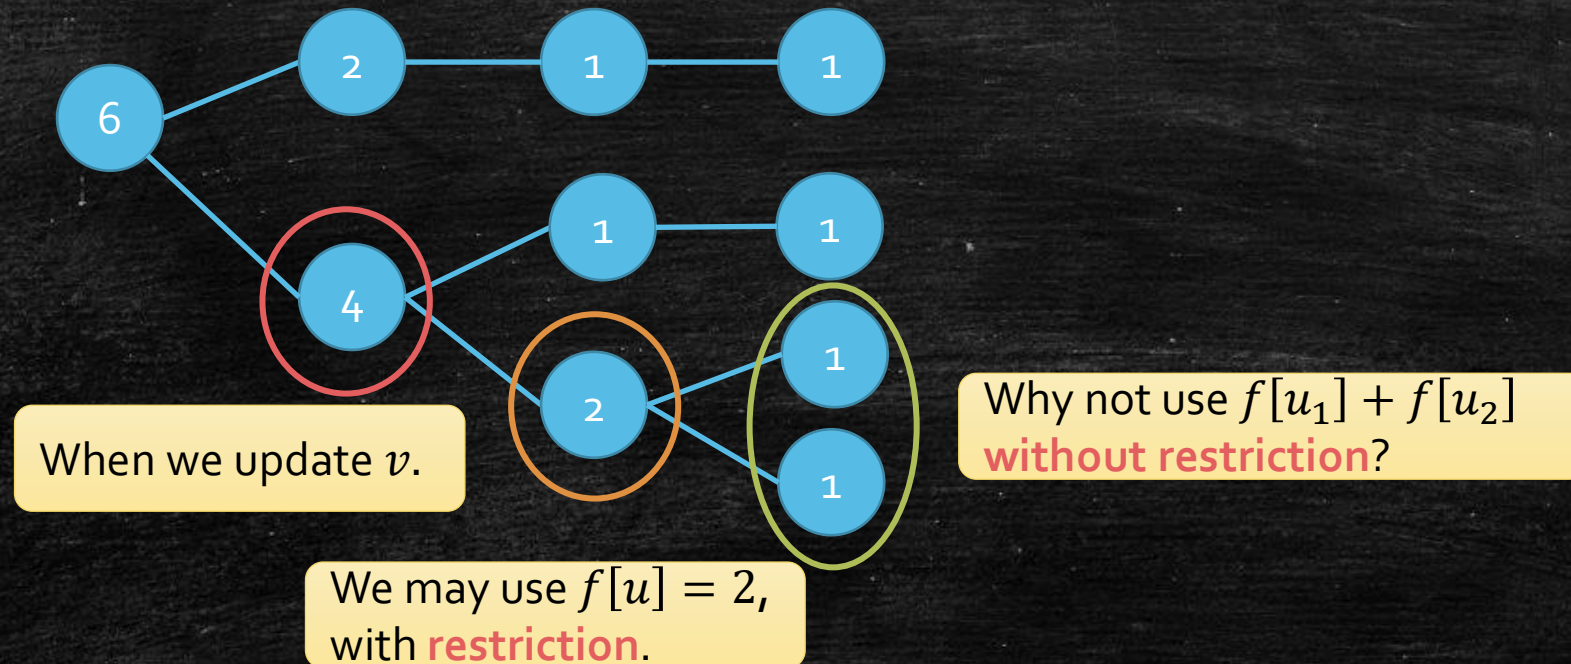 2 1 1
6
1 1
4
1
2
1
When we update v.
Why not use f[u₁] + f[u₂]
without restriction?
We may use f[u] = 2,
with restriction.